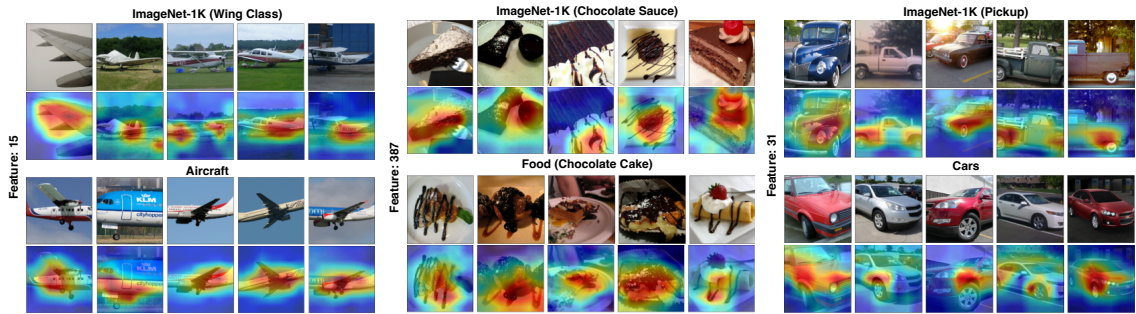 ImageNet-1K (Wing Class)
Feature: 15
Aircraft
KLM
cityhopper
ImageNet-1K (Chocolate Sauce)
Feature: 387
Food (Chocolate Cake)
ImageNet-1K (Pickup)
Feature: 31
Cars